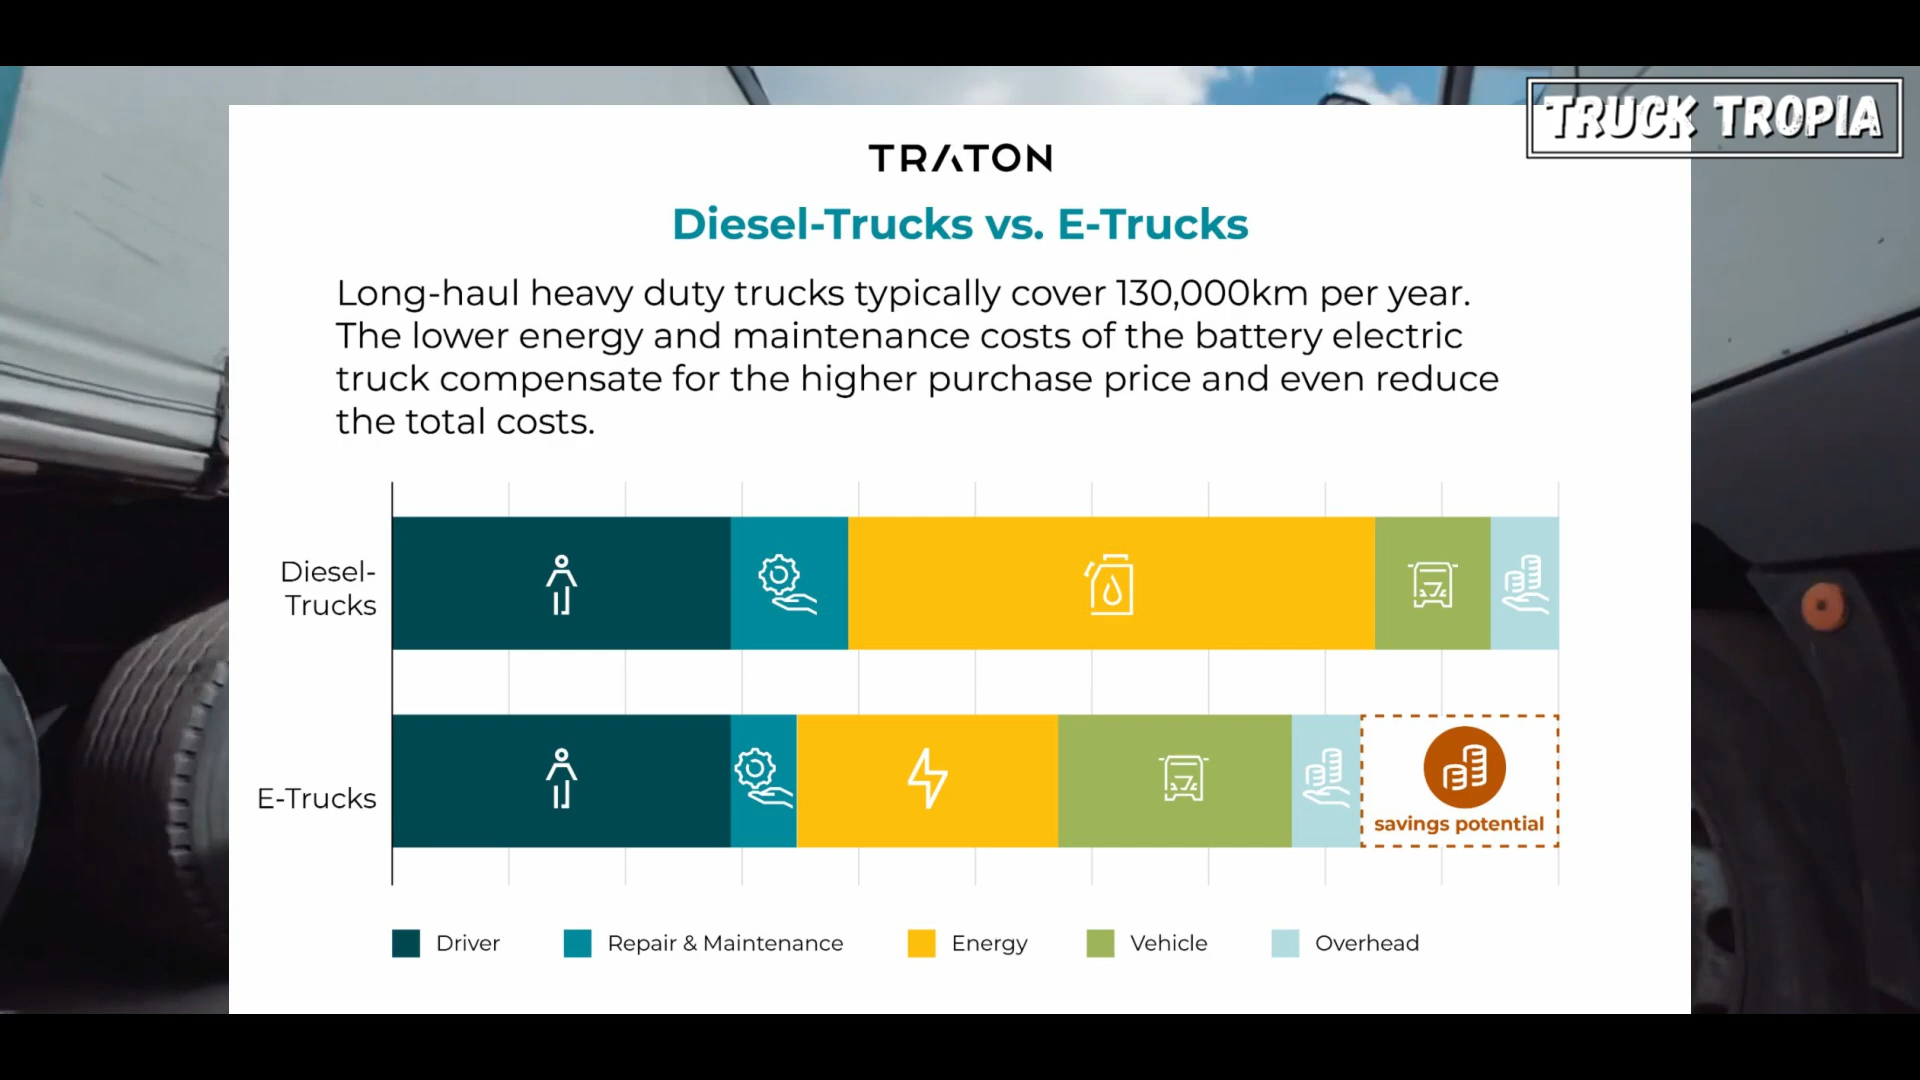 TRUCK TROPIA
TRATON
Diesel-Trucks vs. E-Trucks
Long-haul heavy duty trucks typically cover 130,000km per year.
The lower energy and maintenance costs of the battery electric
truck compensate for the higher purchase price and even reduce
the total costs.
Diesel-
Trucks
E-Trucks
savings potential
Driver
Repair & Maintenance
Energy
Vehicle
Overhead